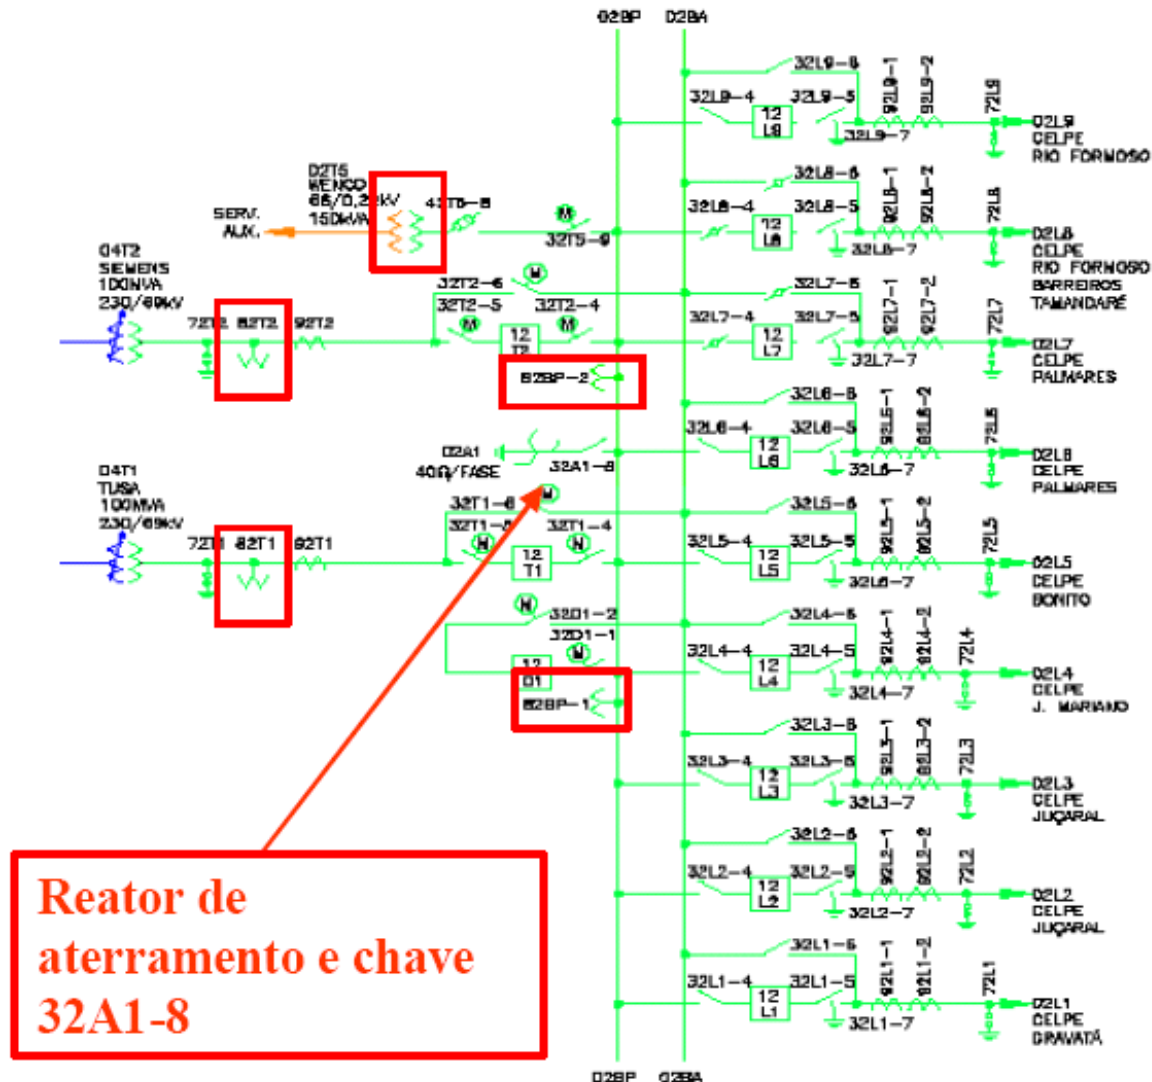 02BP 02BA
32L9-6
32L9-4 32L9-5
12
L9
32L9-7
92L9-1
92L9-2
72L9
02L9
CELPE
RIO FORMOSO
02T5
WENCO
150kVA
SERV.
AUX.
M
32T5-9
32L8-6
32L8-4 32L8-5
12
L8
32L8-7
92L8-1
92L8-2
72L8
02L8
CELPE
RIO FORMOSO
BARREIROS
TAMANDARÉ
04T2
SIEMENS
100MVA
230/69kV
72T2 82T2 92T2
32T2-6
M
32T2-5 32T2-4
M M
12
T2
82BP-2
32L7-6
32L7-4 32L7-5
12
L7
32L7-7
92L7-1
92L7-2
72L7
02L7
CELPE
PALMARES
02A1
40Ω/FASE
32A1-8
32L6-6
32L6-4 32L6-5
12
L6
32L6-7
92L6-1
92L6-2
72L6
02L6
CELPE
PALMARES
04T1
TUSA
100MVA
230/69kV
72T1 82T1 92T1
32T1-6
M
32T1-5 32T1-4
M M
12
T1
32L5-6
32L5-4 32L5-5
12
L5
92L5-1
92L5-2
72L5
02L5
CELPE
BONITO
M
32D1-2
32D1-1
M
12
D1
82BP-1
32L4-6
32L4-4 32L4-5
12
L4
32L4-7
92L4-1
92L4-2
72L4
02L4
CELPE
J. MARIANO
32L3-6
32L3-4 32L3-5
12
L3
32L3-7
92L3-1
92L3-2
72L3
02L3
CELPE
JUÇARAL
32L2-6
32L2-4 32L2-5
12
L2
32L2-7
92L2-1
92L2-2
72L2
02L2
CELPE
JUÇARAL
32L1-6
32L1-4 32L1-5
12
L1
32L1-7
92L1-1
92L1-2
72L1
02L1
CELPE
GRAVATÁ
Reator de
aterramento e chave
32A1-8
02BP 02BA